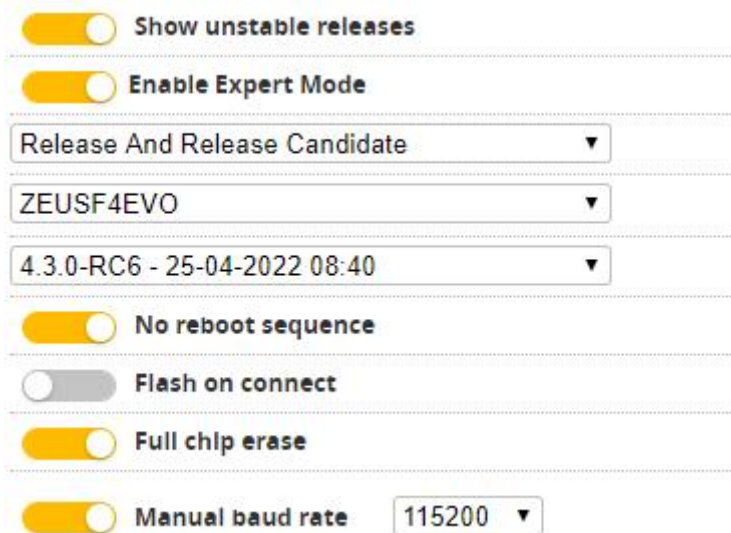 Show unstable releases
Enable Expert Mode
Release And Release Candidate
ZEUSF4EVO
4.3.0-RC6 - 25-04-2022 08:40
No reboot sequence
Flash on connect
Full chip erase
Manual baud rate 115200